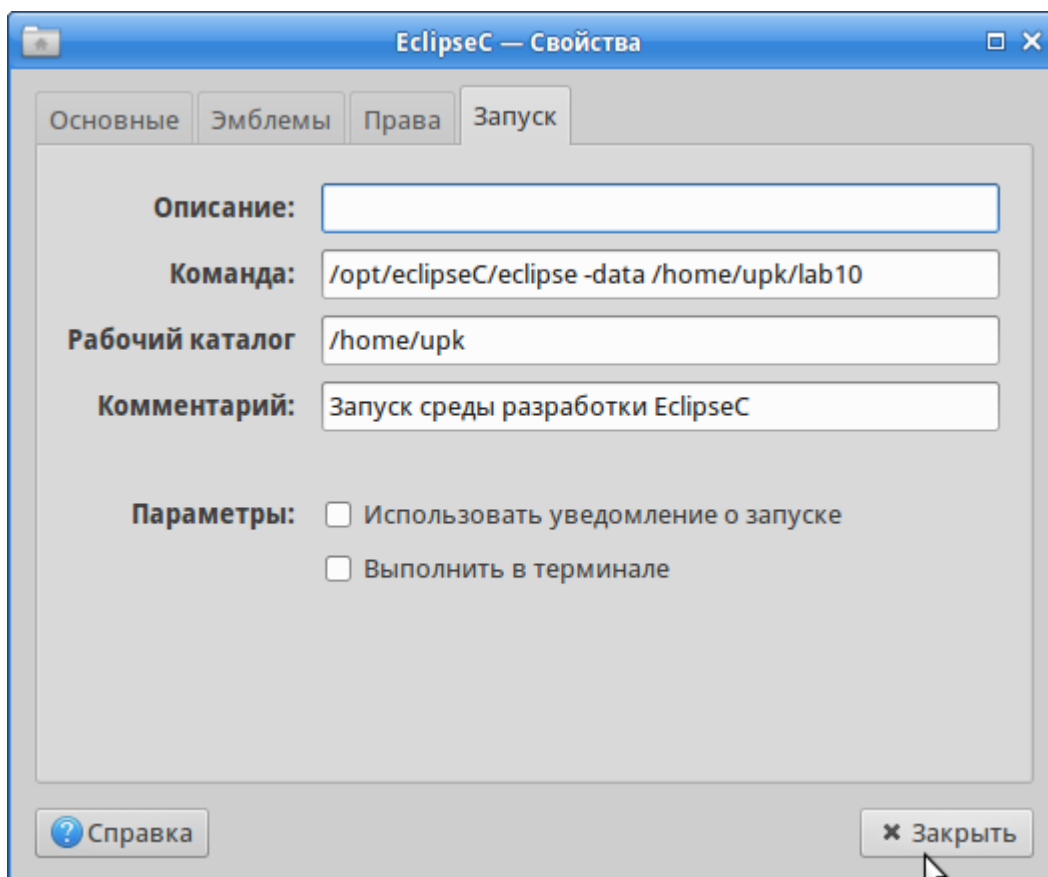 EclipseC — Свойства
Основные Эмблемы Права Запуск
Описание:
Команда: /opt/eclipseC/eclipse -data /home/upk/lab10
Рабочий каталог /home/upk
Комментарий: Запуск среды разработки EclipseC
Параметры: Использовать уведомление о запуске
Выполнить в терминале
Справка Закрыть